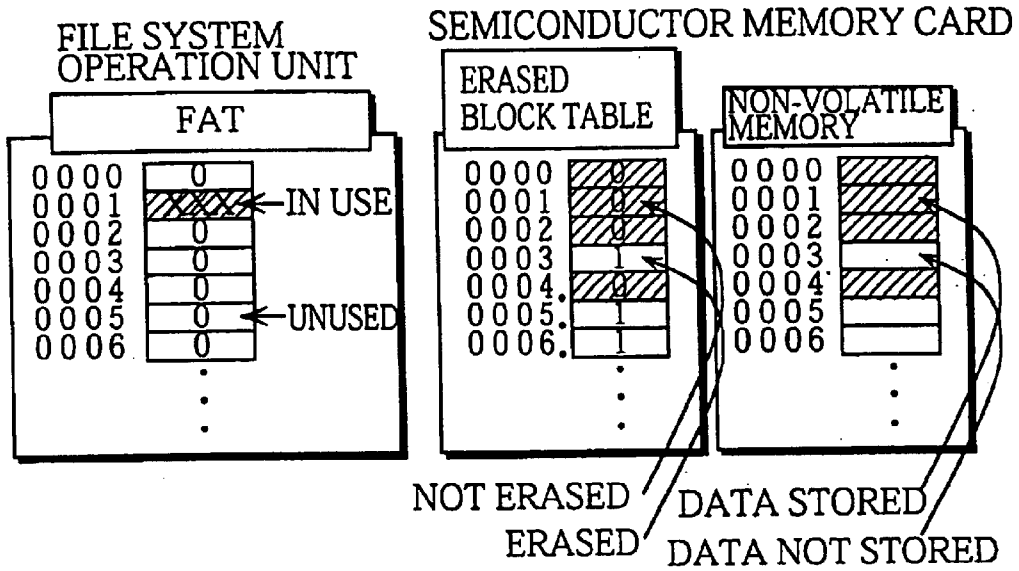 FILE SYSTEM
OPERATION UNIT
FAT
0000 0
0001 XXX IN USE
0002 0
0003 0
0004 0
0005 0 UNUSED
0006 0
SEMICONDUCTOR MEMORY CARD
ERASED
BLOCK TABLE
0000 0
0001 0
0002 0
0003 1
0004. 0
0005. 1
0006. 1
NOT ERASED
ERASED
NON-VOLATILE
MEMORY
0000
0001
0002
0003
0004
0005
0006
DATA STORED
DATA NOT STORED